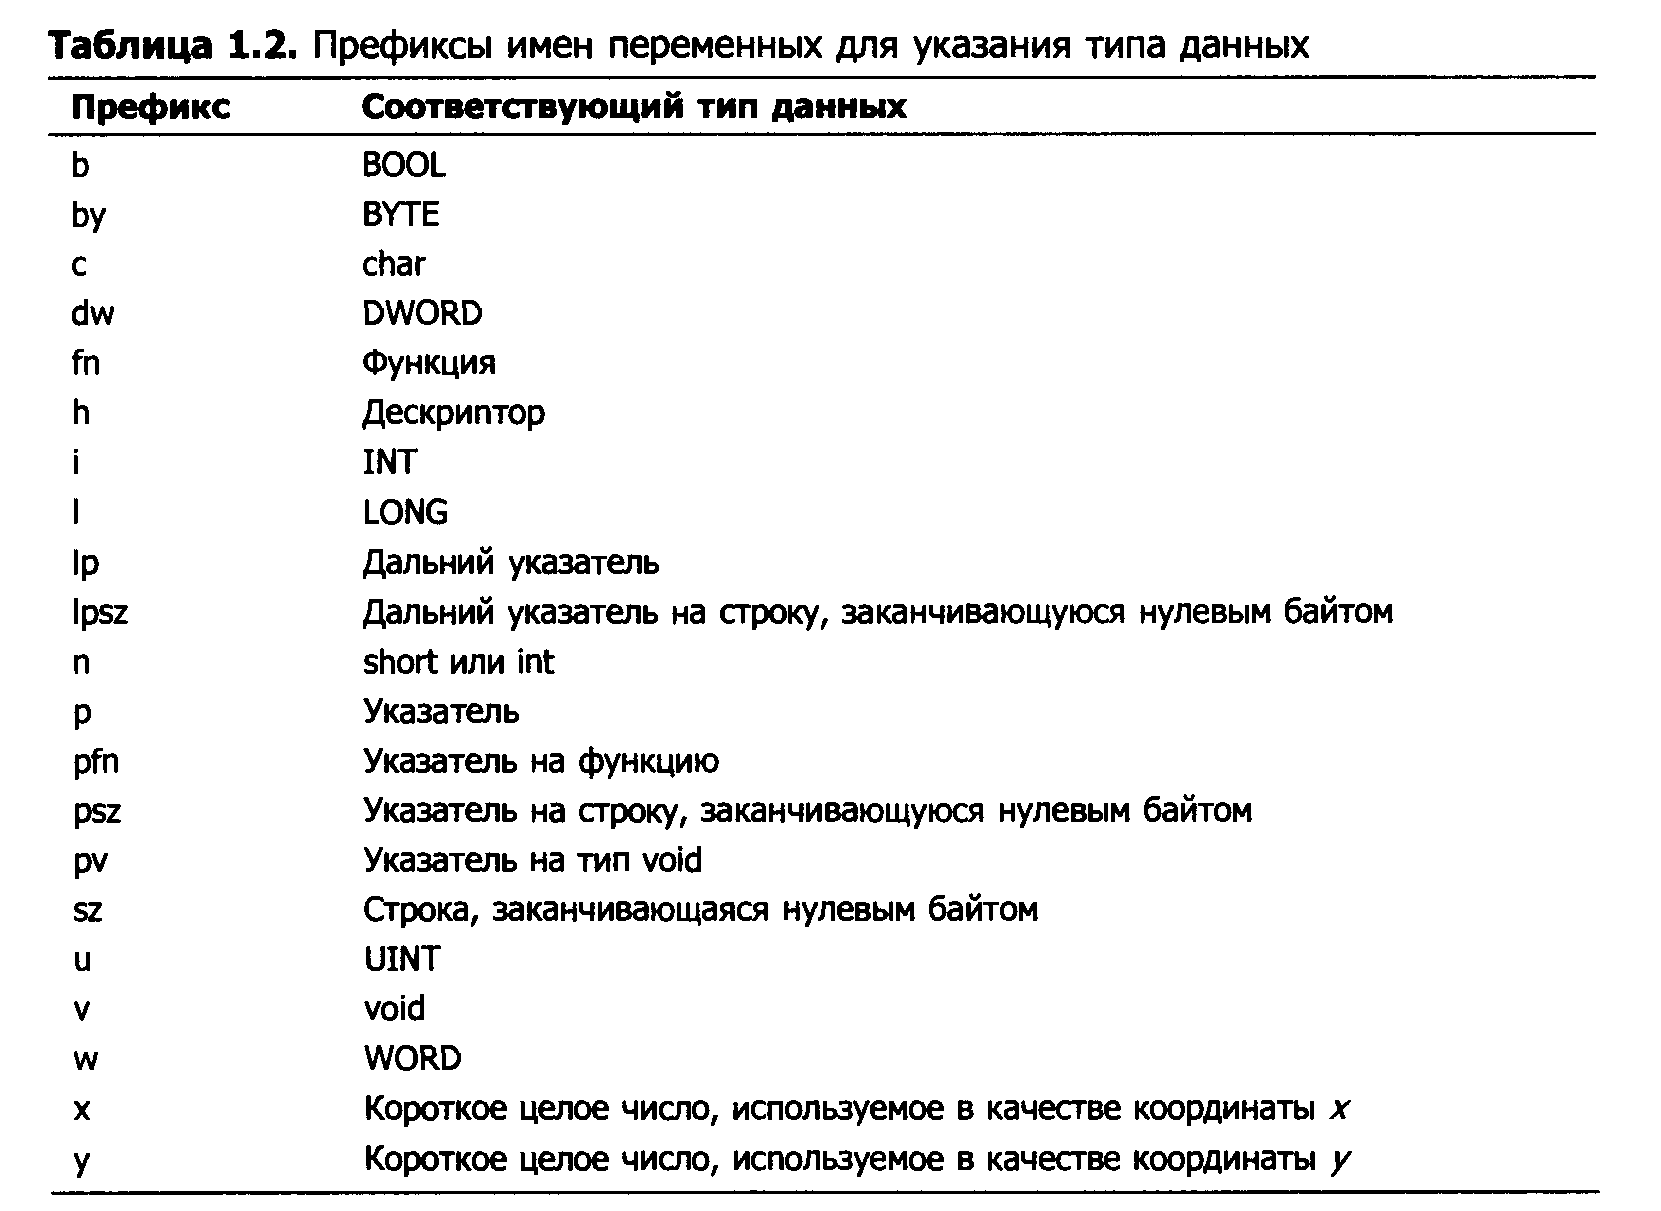 Таблица 1.2. Префиксы имен переменных для указания типа данных
Префикс Соответствующий тип данных
b BOOL
by BYTE
c char
dw DWORD
fn Функция
h Дескриптор
i INT
l LONG
lp Дальний указатель
lpsz Дальний указатель на строку, заканчивающуюся нулевым байтом
n short или int
p Указатель
pfn Указатель на функцию
psz Указатель на строку, заканчивающуюся нулевым байтом
pv Указатель на тип void
sz Строка, заканчивающаяся нулевым байтом
u UINT
v void
w WORD
x Короткое целое число, используемое в качестве координаты x
y Короткое целое число, используемое в качестве координаты y